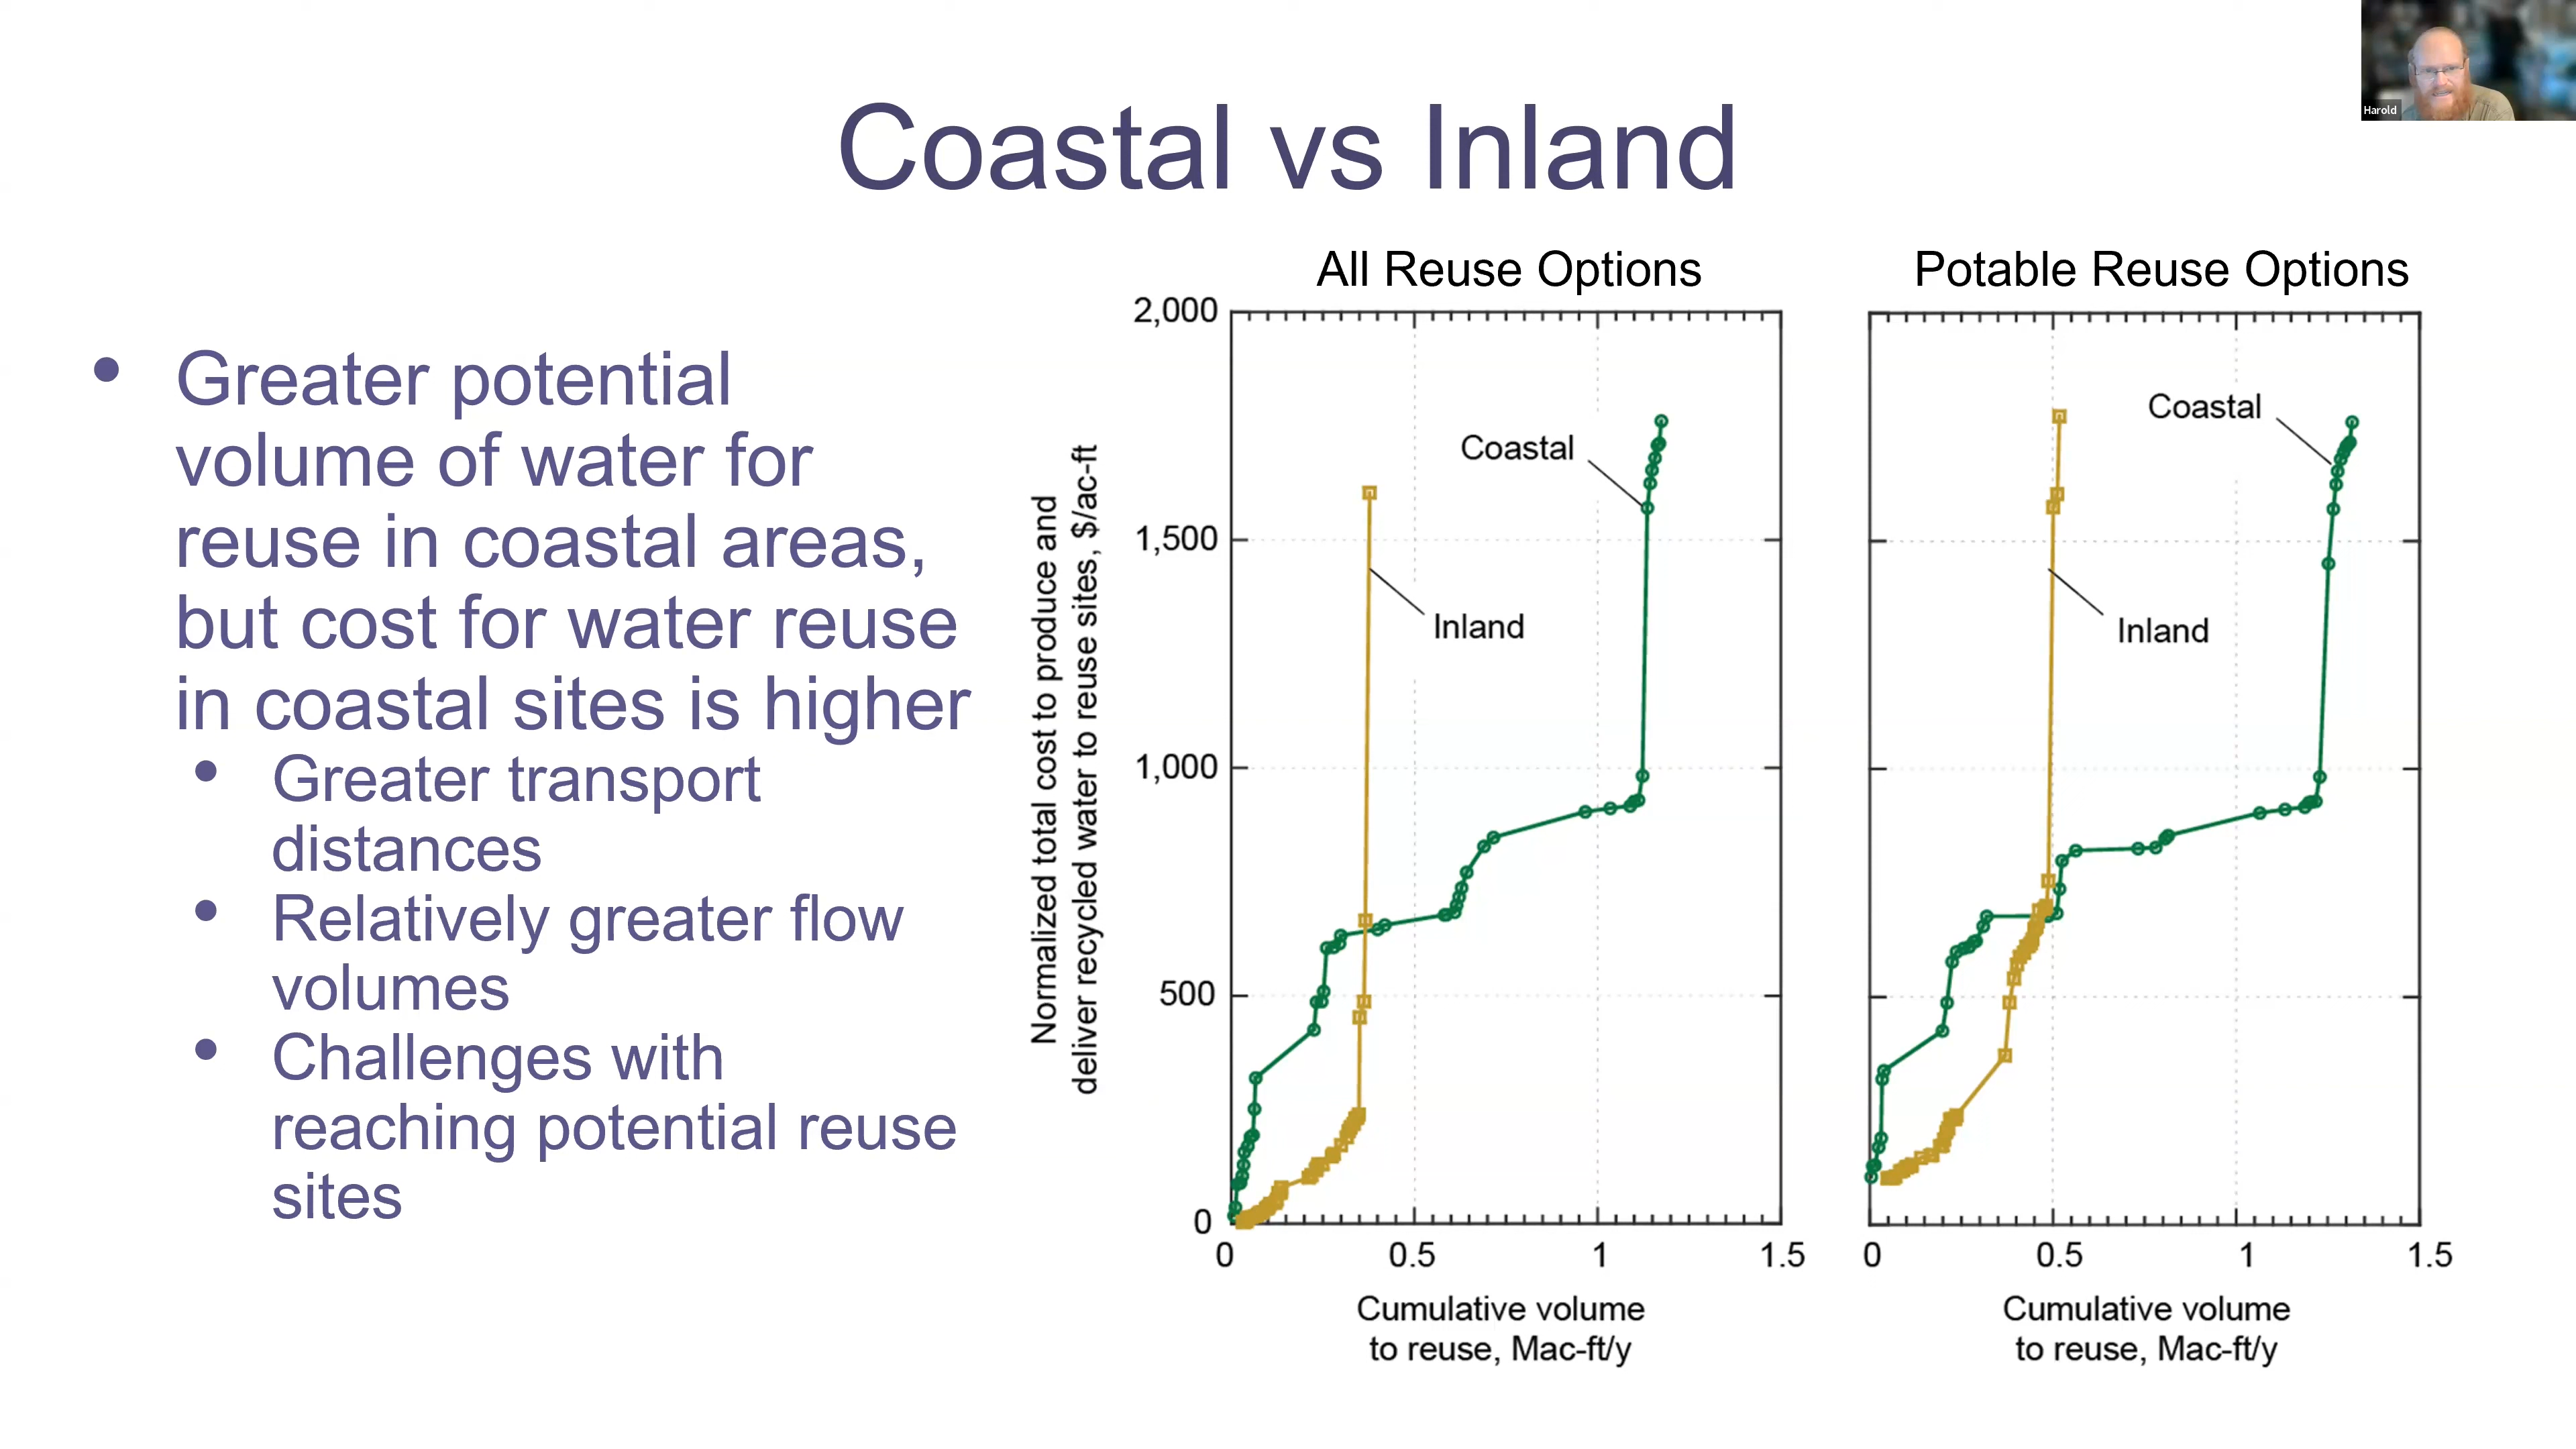 Harold
Coastal vs Inland
• Greater potential
volume of water for
reuse in coastal areas,
but cost for water reuse
in coastal sites is higher
• Greater transport
distances
• Relatively greater flow
volumes
• Challenges with
reaching potential reuse
sites
All Reuse Options
Normalized total cost to produce and
deliver recycled water to reuse sites, $/ac-ft
2,000
1,500
1,000
500
0
Coastal
Inland
0 0.5 1 1.5
Cumulative volume
to reuse, Mac-ft/y
Potable Reuse Options
Coastal
Inland
0 0.5 1 1.5
Cumulative volume
to reuse, Mac-ft/y